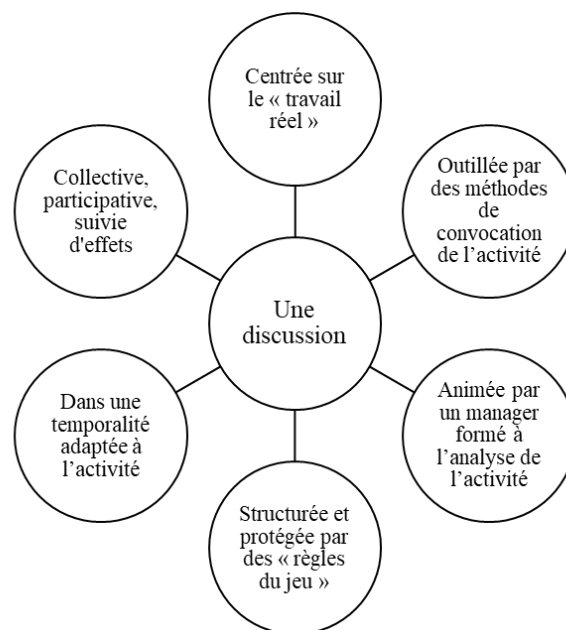 Centrée sur
le « travail
réel »
Outillée par
des méthodes
de
convocation
de l’activité
Animée par
un manager
formé à
l’analyse de
l’activité
Structurée et
protégée par
des « règles
du jeu »
Dans une
temporalité
adaptée à
l’activité
Collective,
participative,
suivie
d'effets
Une
discussion